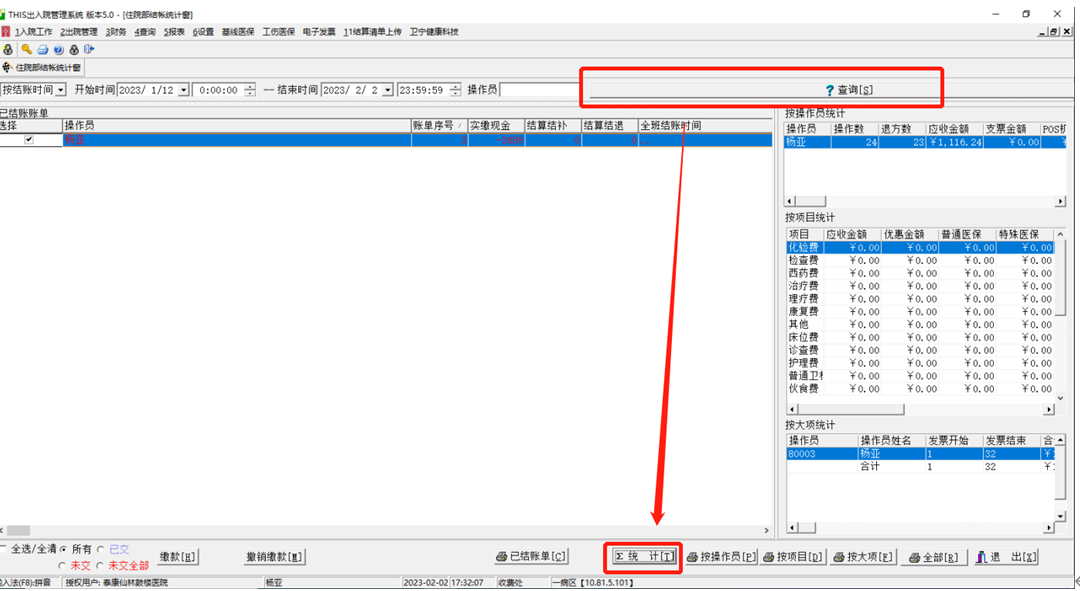 THIS出入院管理系统 版本5.0 - [住院部结帐统计窗]
1入院工作 2出院管理 3财务 4查询 5报表 6设置 基线医保 工伤医保 电子发票 11结算清单上传 卫宁健康科技
住院部结帐统计窗
按结账时间 开始时间 2023/ 1/12 0:00:00 -- 结束时间 2023/ 2/ 2 23:59:59 操作员 ? 查询[S]
已结账账单
选择 操作员 账单序号 / 实缴现金 结算结补 结算结退 全班结账时间
杨亚
按操作员统计
操作员 操作数 退方数 应收金额 支票金额 POS机
杨亚 24 23 ¥1,116.24 ¥0.00 ¥
按项目统计
项目 应收金额 优惠金额 普通医保 特殊医保
化验费 ¥0.00 ¥0.00 ¥0.00 ¥0.00
检查费 ¥0.00 ¥0.00 ¥0.00 ¥0.00
西药费 ¥0.00 ¥0.00 ¥0.00 ¥0.00
治疗费 ¥0.00 ¥0.00 ¥0.00 ¥0.00
理疗费 ¥0.00 ¥0.00 ¥0.00 ¥0.00
康复费 ¥0.00 ¥0.00 ¥0.00 ¥0.00
其他 ¥0.00 ¥0.00 ¥0.00 ¥0.00
床位费 ¥0.00 ¥0.00 ¥0.00 ¥0.00
诊查费 ¥0.00 ¥0.00 ¥0.00 ¥0.00
护理费 ¥0.00 ¥0.00 ¥0.00 ¥0.00
普通卫材 ¥0.00 ¥0.00 ¥0.00 ¥0.00
伙食费 ¥0.00 ¥0.00 ¥0.00 ¥0.00
按大项统计
操作员 操作员姓名 发票开始 发票结束 合
80003 杨亚 1 32 ¥1
合计 1 32 ¥:
全选/全清 所有 已交 缴款[H] 撤销缴款[M] 已结账单[C] Σ 统 计[T] 按操作员[P] 按项目[D] 按大项[F] 全部[R] 退 出[X]
未交 未交全部
输入法(F8):拼音 授权用户: 泰康仙林鼓楼医院 杨亚 2023-02-02 17:32:07 收费处 一病区【10.81.5.101】